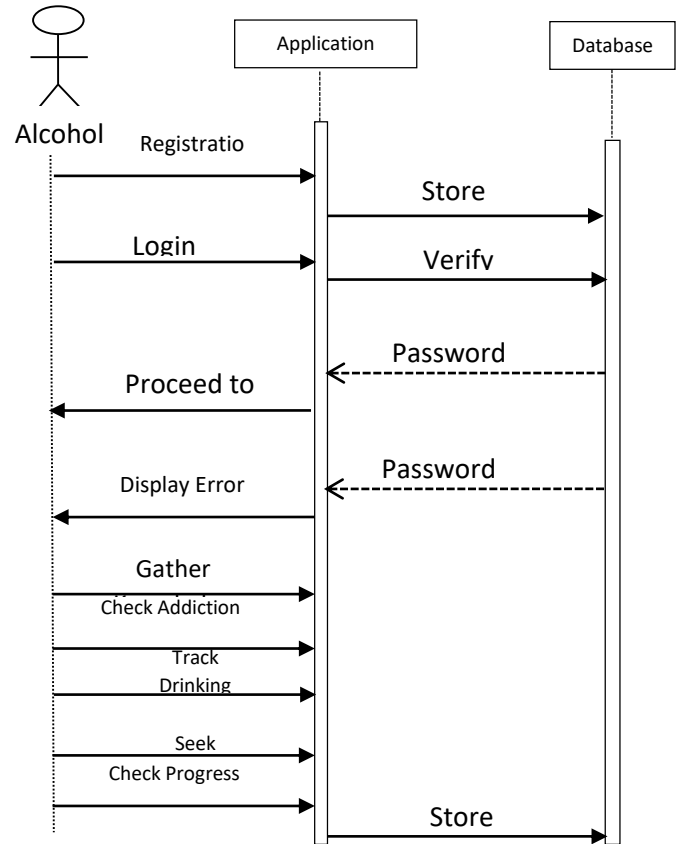 Application
Database
Alcohol
Registratio
Store
Login
Verify
Password
Proceed to
Password
Display Error
Gather
Check Addiction
Track
Drinking
Seek
Check Progress
Store